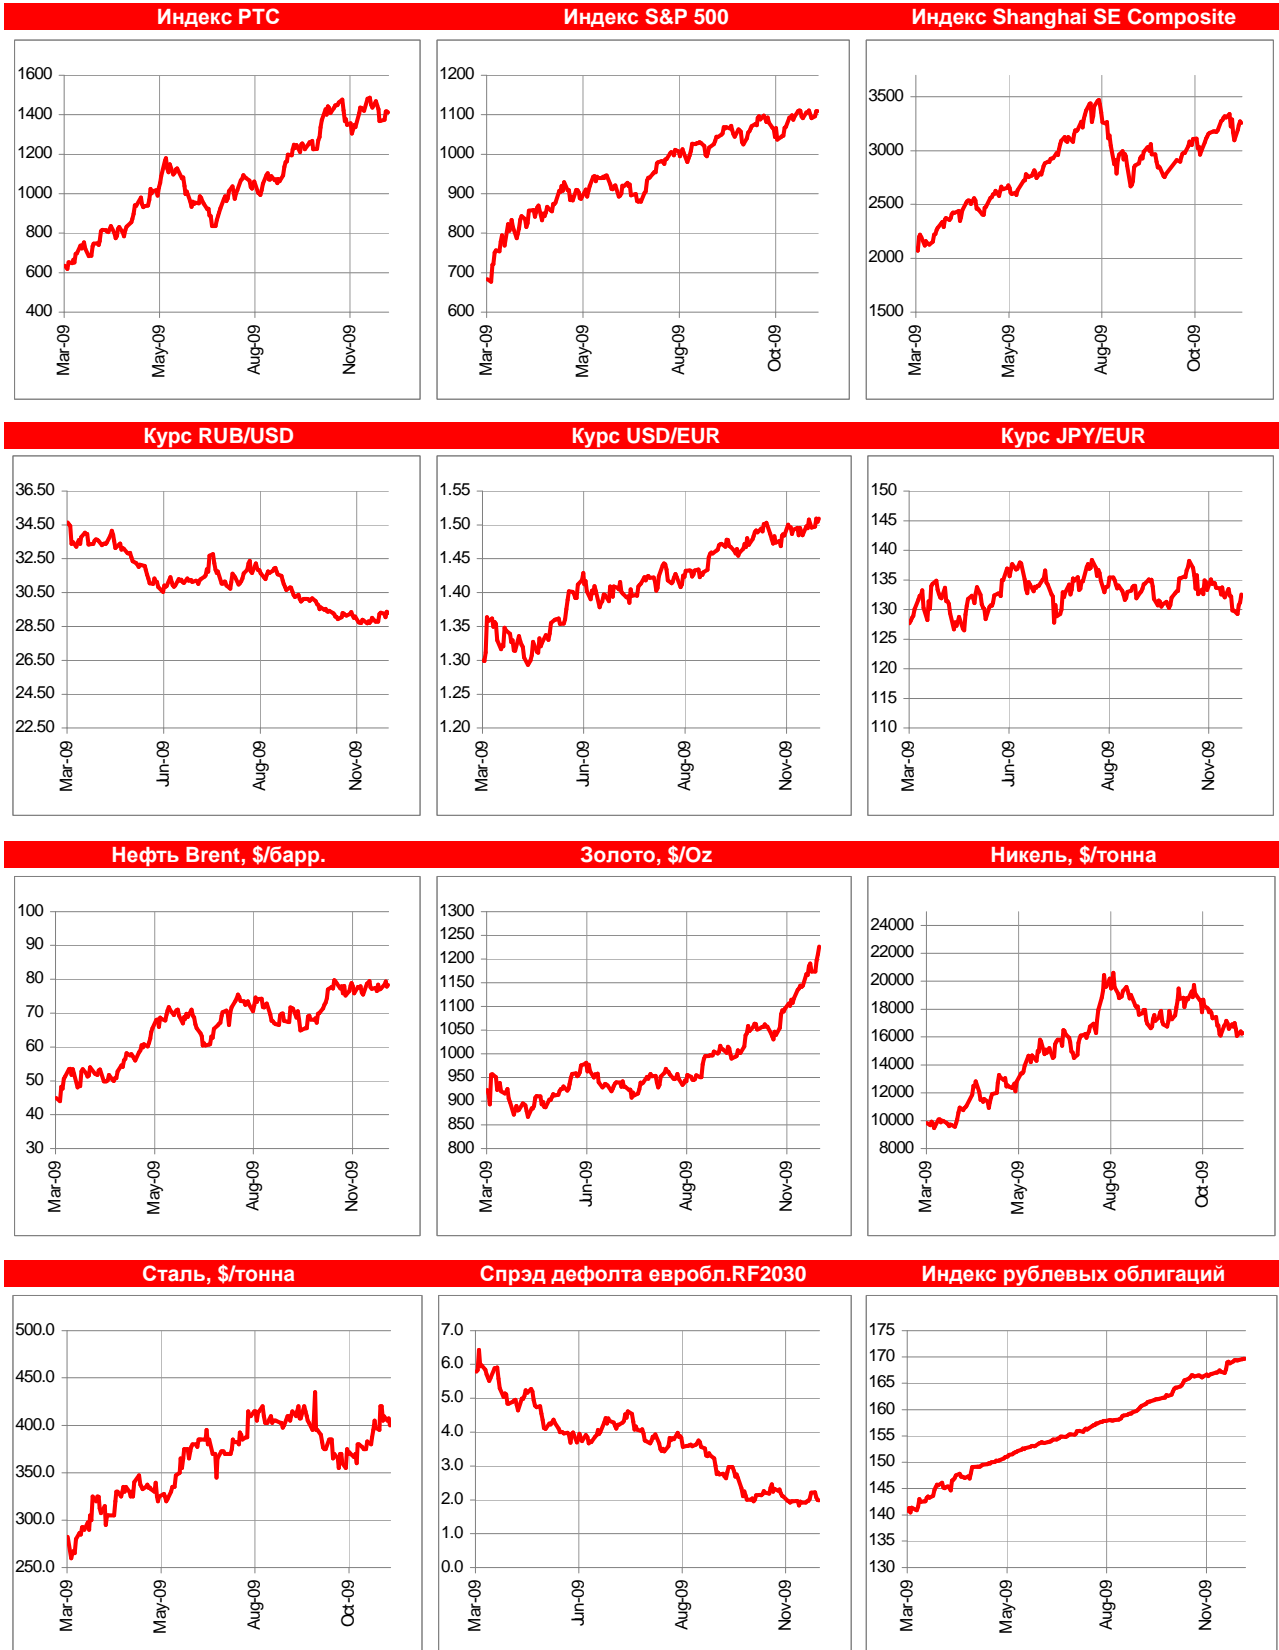 Индекс РТС
Индекс S&P 500
Индекс Shanghai SE Composite
1600
1400
1200
1000
800
600
400
Mar-09
May-09
Aug-09
Nov-09
1200
1100
1000
900
800
700
600
Mar-09
May-09
Aug-09
Oct-09
3500
3000
2500
2000
1500
Mar-09
May-09
Aug-09
Oct-09
Курс RUB/USD
Курс USD/EUR
Курс JPY/EUR
36.50
34.50
32.50
30.50
28.50
26.50
24.50
22.50
Mar-09
Jun-09
Aug-09
Nov-09
1.55
1.50
1.45
1.40
1.35
1.30
1.25
1.20
Mar-09
Jun-09
Aug-09
Nov-09
150
145
140
135
130
125
120
115
110
Mar-09
Jun-09
Aug-09
Nov-09
Нефть Brent, $/барр.
Золото, $/Oz
Никель, $/тонна
100
90
80
70
60
50
40
30
Mar-09
May-09
Aug-09
Nov-09
1300
1250
1200
1150
1100
1050
1000
950
900
850
800
Mar-09
Jun-09
Aug-09
Nov-09
24000
22000
20000
18000
16000
14000
12000
10000
8000
Mar-09
May-09
Aug-09
Oct-09
Сталь, $/тонна
Спрэд дефолта евробл.RF2030
Индекс рублевых облигаций
500.0
450.0
400.0
350.0
300.0
250.0
Mar-09
May-09
Aug-09
Oct-09
7.0
6.0
5.0
4.0
3.0
2.0
1.0
0.0
Mar-09
Jun-09
Aug-09
Nov-09
175
170
165
160
155
150
145
140
135
130
Mar-09
May-09
Aug-09
Nov-09